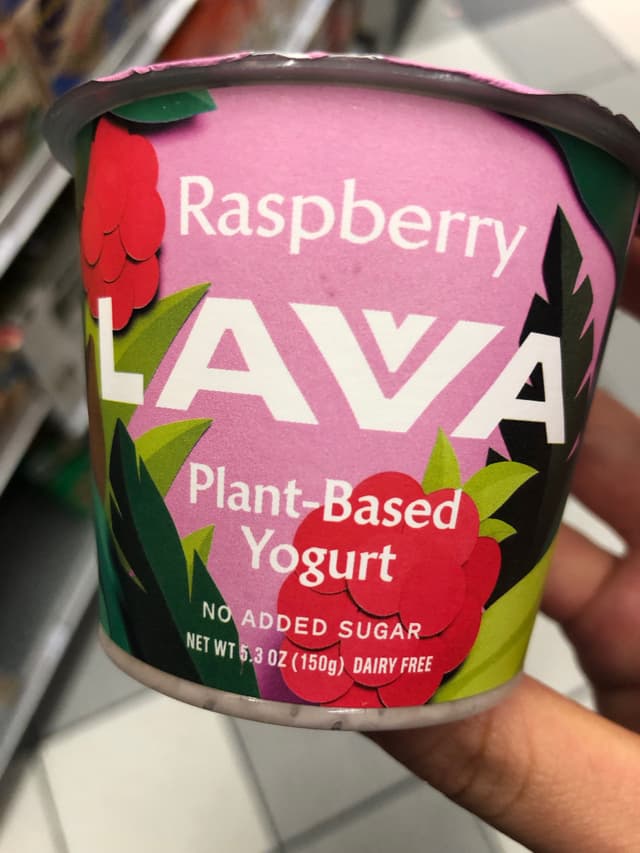 Raspberry
LAVVA
Plant-Based
Yogurt
NO ADDED SUGAR
NET WT 5.3 OZ (150g) DAIRY FREE